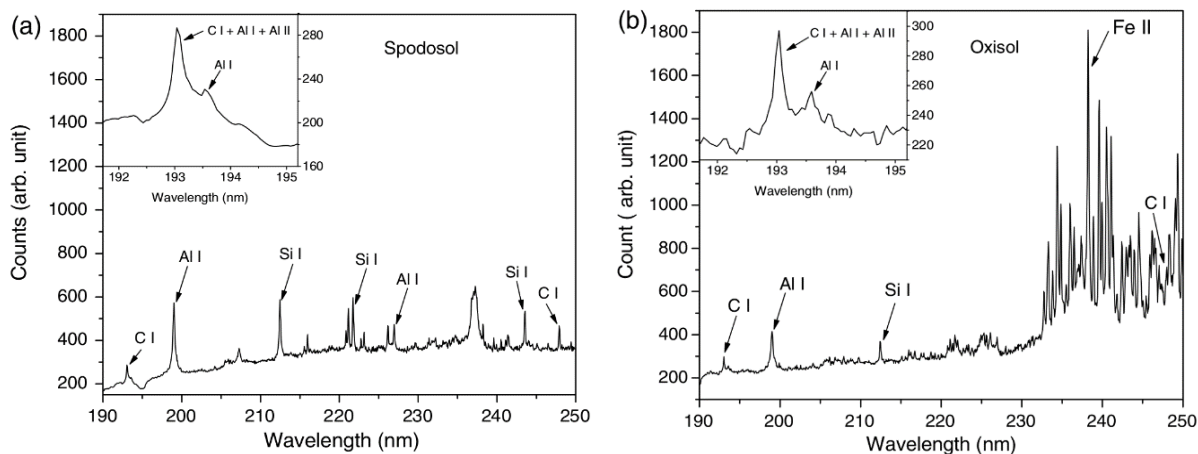 (a)
Spodosol
Counts (arb. unit)
1800
1600
1400
1200
1000
800
600
400
200
190
200
210
220
230
240
250
Wavelength (nm)
C I
Al I
Si I
Si I
Al I
Si I
C I
C I + Al I + Al II
Al I
280
240
200
160
192
193
194
195
Wavelength (nm)
(b)
Oxisol
Count ( arb. unit)
1800
1600
1400
1200
1000
800
600
400
200
190
200
210
220
230
240
250
Wavelength (nm)
C I
Al I
Si I
Fe II
C I
C I + Al I + Al II
Al I
300
280
260
240
220
192
193
194
195
Wavelength (nm)